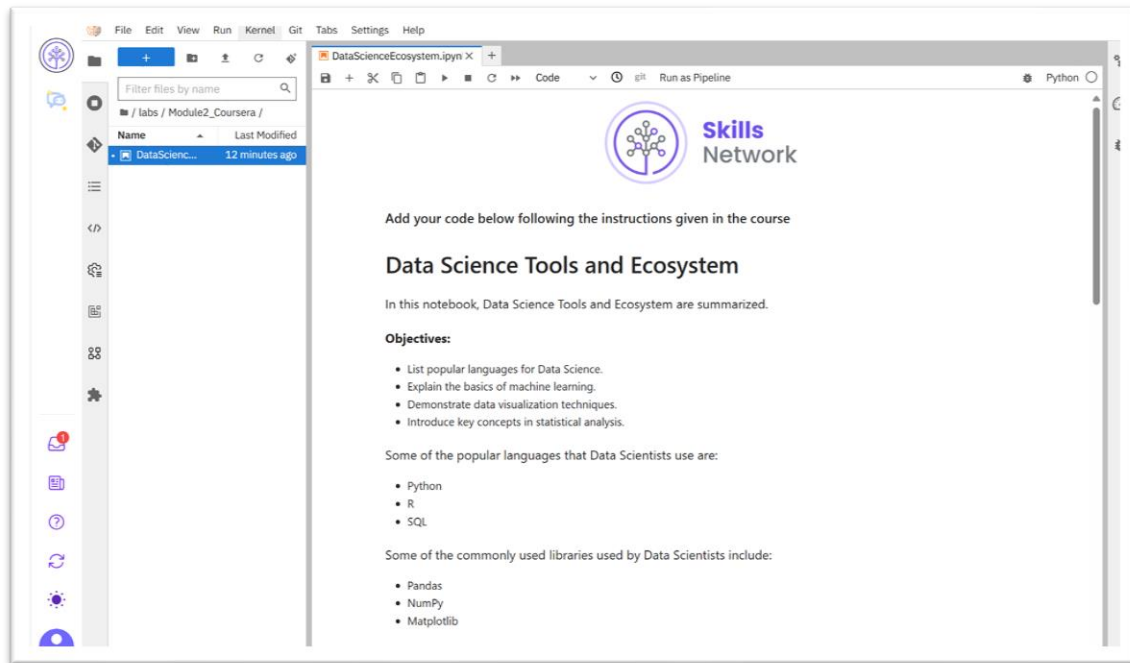 File Edit View Run Kernel Git Tabs Settings Help
DataScienceEcosystem.ipyn
Code
git Run as Pipeline
Python
Filter files by name
/ labs / Module2_Coursera /
Name Last Modified
DataScienc... 12 minutes ago
Skills
Network
Add your code below following the instructions given in the course
Data Science Tools and Ecosystem
In this notebook, Data Science Tools and Ecosystem are summarized.
Objectives:
• List popular languages for Data Science.
• Explain the basics of machine learning.
• Demonstrate data visualization techniques.
• Introduce key concepts in statistical analysis.
Some of the popular languages that Data Scientists use are:
• Python
• R
• SQL
Some of the commonly used libraries used by Data Scientists include:
• Pandas
• NumPy
• Matplotlib
1